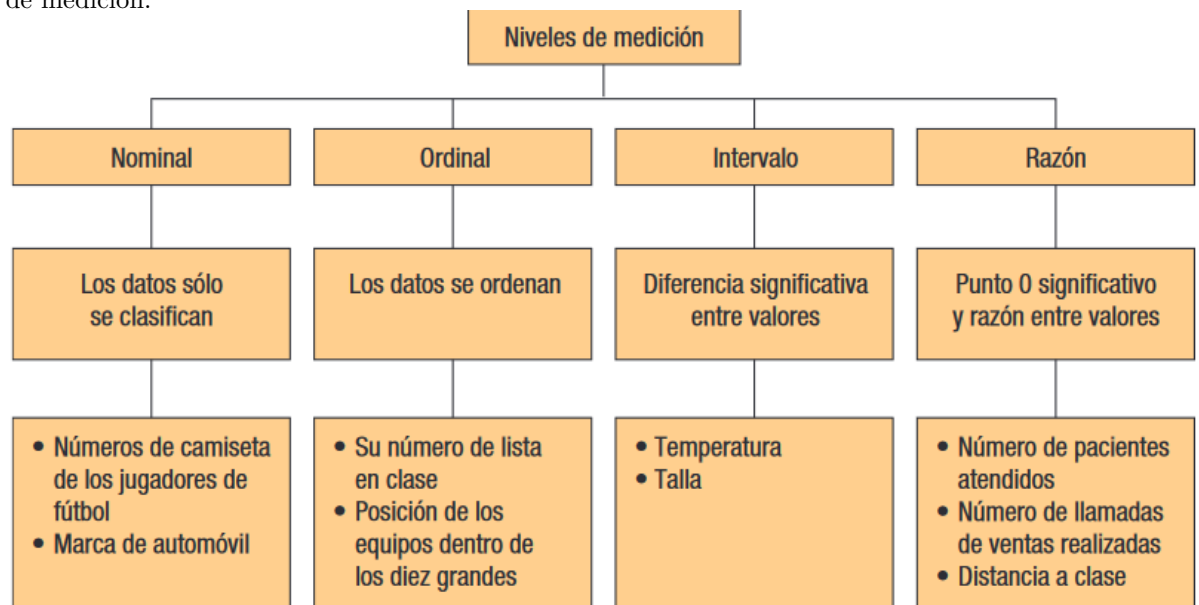 de medición.
Niveles de medición
Nominal
Ordinal
Intervalo
Razón
Los datos sólo
se clasifican
Los datos se ordenan
Diferencia significativa
entre valores
Punto 0 significativo
y razón entre valores
• Números de camiseta
de los jugadores de
fútbol
• Marca de automóvil
• Su número de lista
en clase
• Posición de los
equipos dentro de
los diez grandes
• Temperatura
• Talla
• Número de pacientes
atendidos
• Número de llamadas
de ventas realizadas
• Distancia a clase